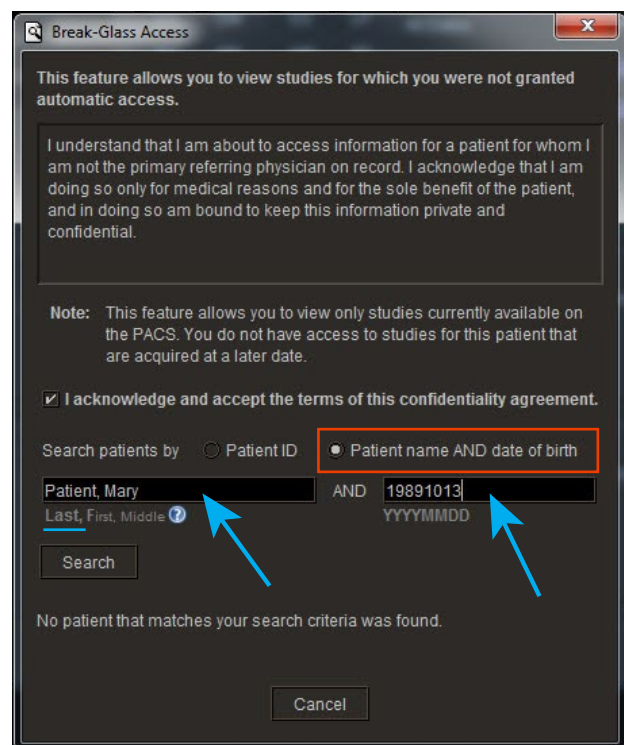 Break-Glass Access
This feature allows you to view studies for which you were not granted
automatic access.
I understand that I am about to access information for a patient for whom I
am not the primary referring physician on record. I acknowledge that I am
doing so only for medical reasons and for the sole benefit of the patient,
and in doing so am bound to keep this information private and
confidential.
Note: This feature allows you to view only studies currently available on
the PACS. You do not have access to studies for this patient that
are acquired at a later date.
I acknowledge and accept the terms of this confidentiality agreement.
Search patients by Patient ID Patient name AND date of birth
Patient, Mary AND 19891013
Last, First, Middle ? YYYYMMDD
Search
No patient that matches your search criteria was found.
Cancel